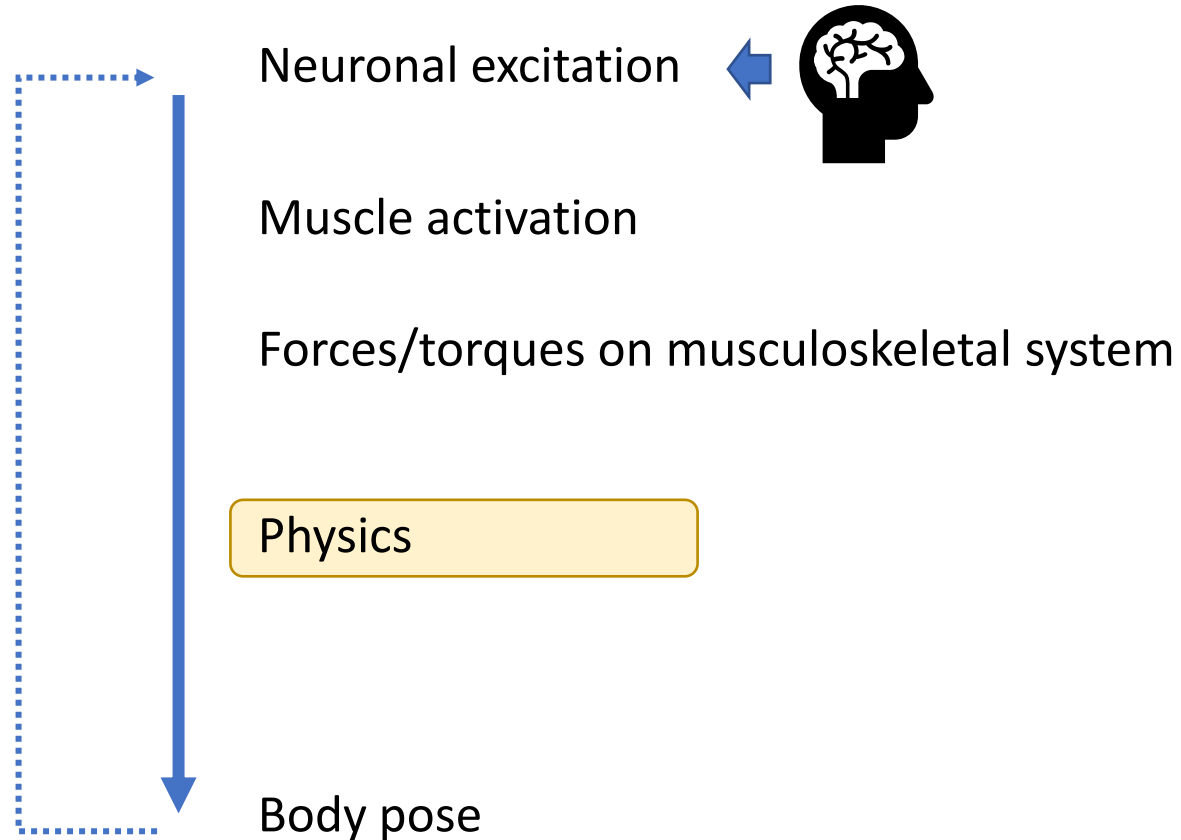 Neuronal excitation
Muscle activation
Forces/torques on musculoskeletal system
Physics
Body pose